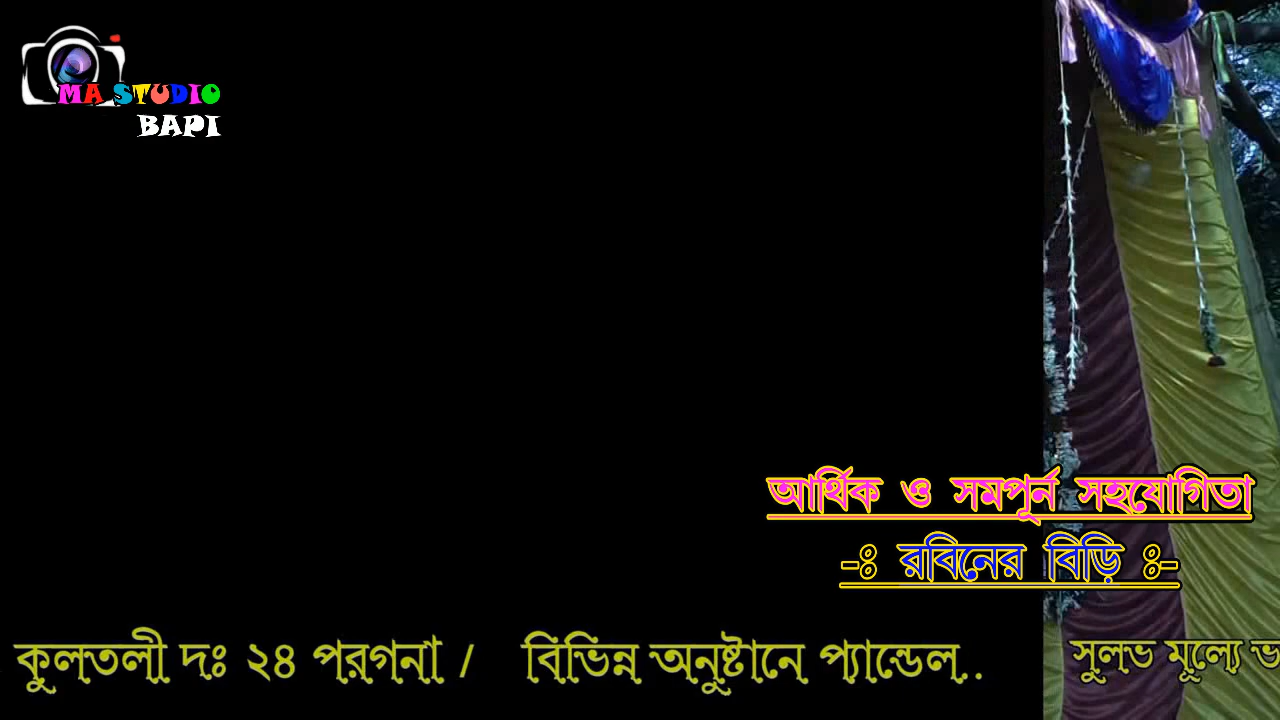 MA STUDIO
BAPI
আর্থিক ও সমপূর্ন সহযোগিতা
-ঃ রবিনের বিড়ি ঃ-
কুলতলী দঃ ২৪ পরগনা / বিভিন্ন অনুষ্টানে প্যান্ডেল.. সুলভ মূল্যে ভ